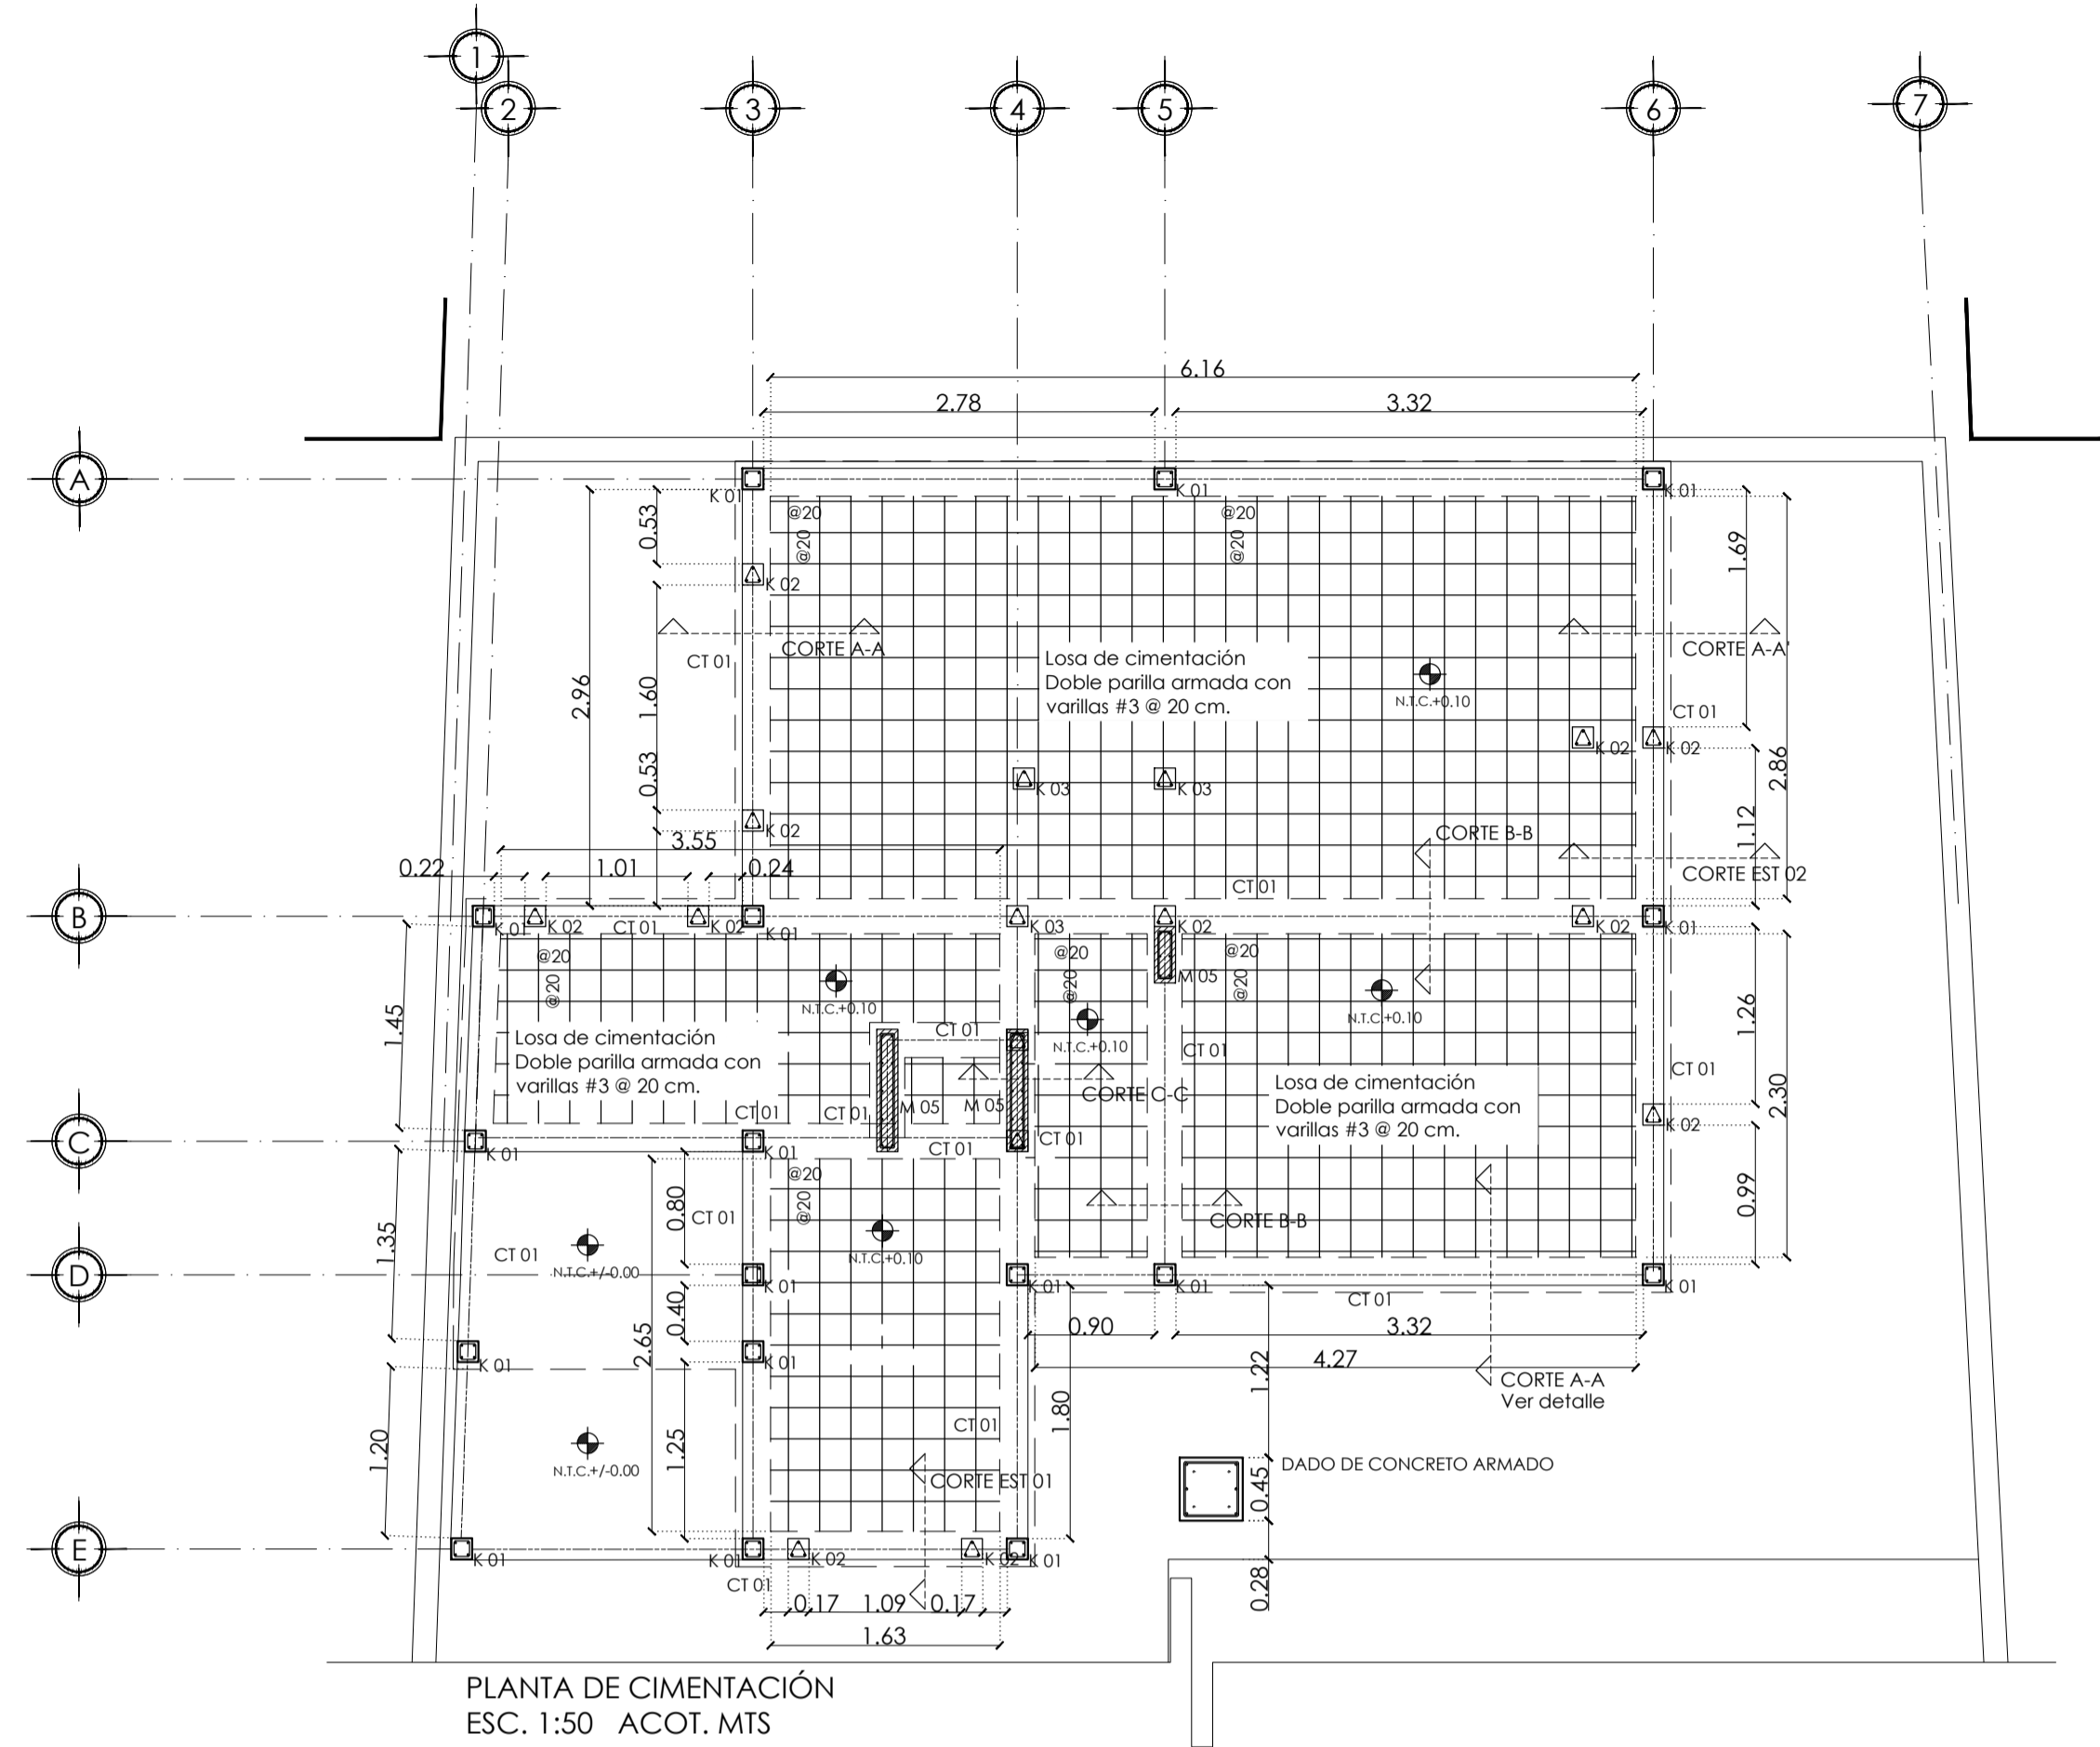 1
2
3
4
5
6
7
6.16
2.78
3.32
A
K 01
K 01
K 01
0.53
@20
@20
@20
@20
1.69
K 02
CORTE A-A
CORTE A-A'
CT 01
Losa de cimentación
Doble parilla armada con
varillas #3 @ 20 cm.
N.T.C.+0.10
2.96
1.60
CT 01
K 02
K 02
2.86
0.53
K 03
K 03
K 02
1.12
3.55
CORTE B-B
0.22
1.01
0.24
CORTE EST 02
CT 01
B
K 01
K 02
CT 01
K 02
K 01
K 03
K 02
K 02
K 01
@20
@20
@20
@20
@20
@20
M 05
N.T.C.+0.10
N.T.C.+0.10
N.T.C.+0.10
1.45
1.26
CT 01
CT 01
CT 01
Losa de cimentación
Doble parilla armada con
varillas #3 @ 20 cm.
CORTE C-C
Losa de cimentación
Doble parilla armada con
varillas #3 @ 20 cm.
2.30
CT 01
CT 01
M 05
M 05
K 02
C
K 01
K 01
CT 01
CT 01
@20
@20
0.80
CT 01
0.99
CORTE B-B
1.35
CT 01
N.T.C.+0.10
D
N.T.C.+/-0.00
K 01
K 01
K 01
K 01
CT 01
0.40
0.90
3.32
2.65
K 01
K 01
4.27
1.22
CORTE A-A
Ver detalle
1.80
CT 01
1.20
1.25
N.T.C.+/-0.00
CORTE EST 01
DADO DE CONCRETO ARMADO
0.45
E
K 01
K 01
K 02
K 02
K 01
CT 01
0.28
0.17
1.09
0.17
1.63
PLANTA DE CIMENTACIÓN
ESC. 1:50 ACOT. MTS